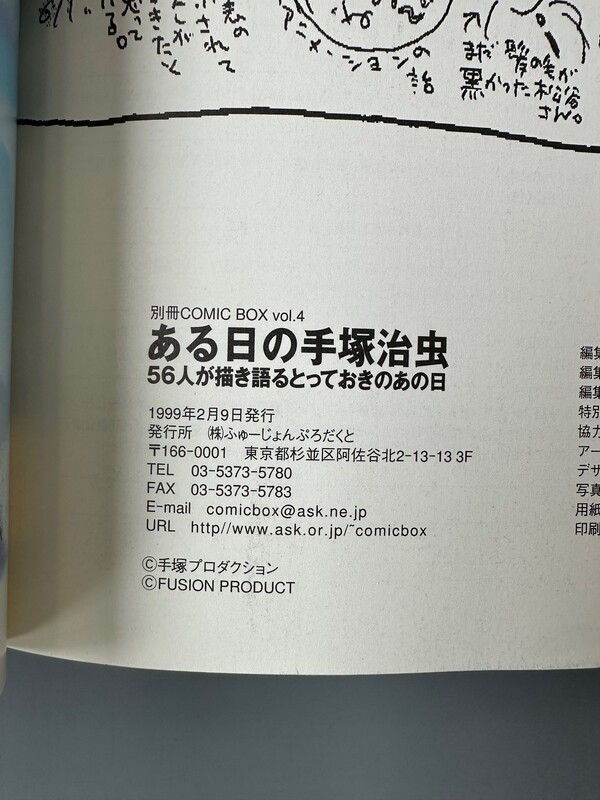 アニメーションの話
まだ髪の毛が
黒かった松谷
さん。
別冊COMIC BOX vol.4
ある日の手塚治虫
56人が描き語るとっておきのあの日
1999年2月9日発行
発行所　㈱ふゅーじょんぷろだくと
〒166-0001　東京都杉並区阿佐谷北2-13-13 3F
TEL　03-5373-5780
FAX　03-5373-5783
E-mail　comicbox@ask.ne.jp
URL　http//www.ask.or.jp/~comicbox
©手塚プロダクション
©FUSION PRODUCT
編集
編集
編集
特別
協力
アー
デザ
写真
用紙
印刷